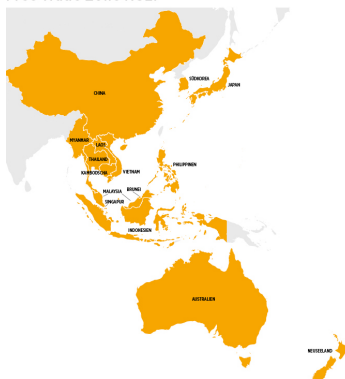 SÜDKOREA
JAPAN
CHINA
MYANMAR
LAOS
THAILAND
PHILIPPINEN
KAMBODSCHA
VIETNAM
MALAYSIA
BRUNEI
SINGAPUR
INDONESIEN
AUSTRALIEN
NEUSEELAND